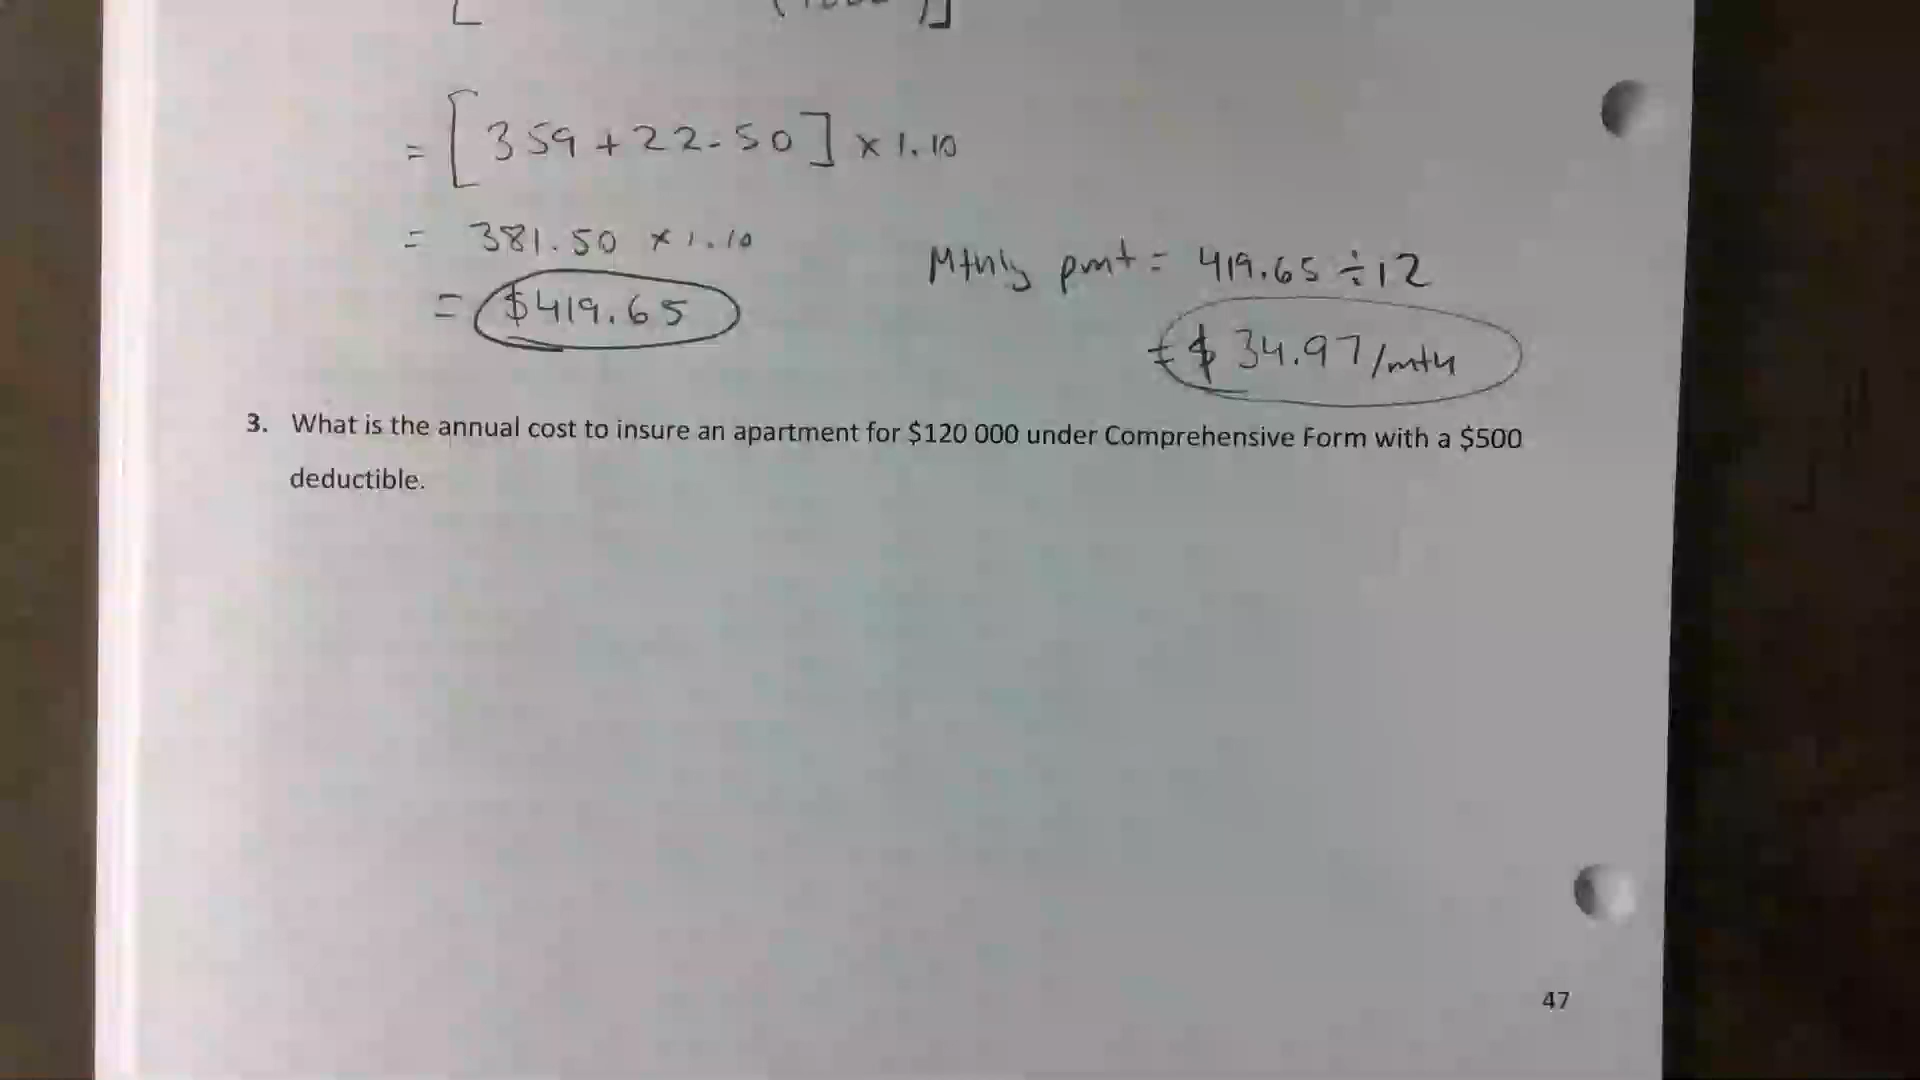 = [359 + 22.50] x 1.10
= 381.50 x 1.10
= $419.65
Mthly pmt = 419.65 ÷ 12
= $ 34.97/mth
3. What is the annual cost to insure an apartment for $120 000 under Comprehensive Form with a $500
deductible.
47